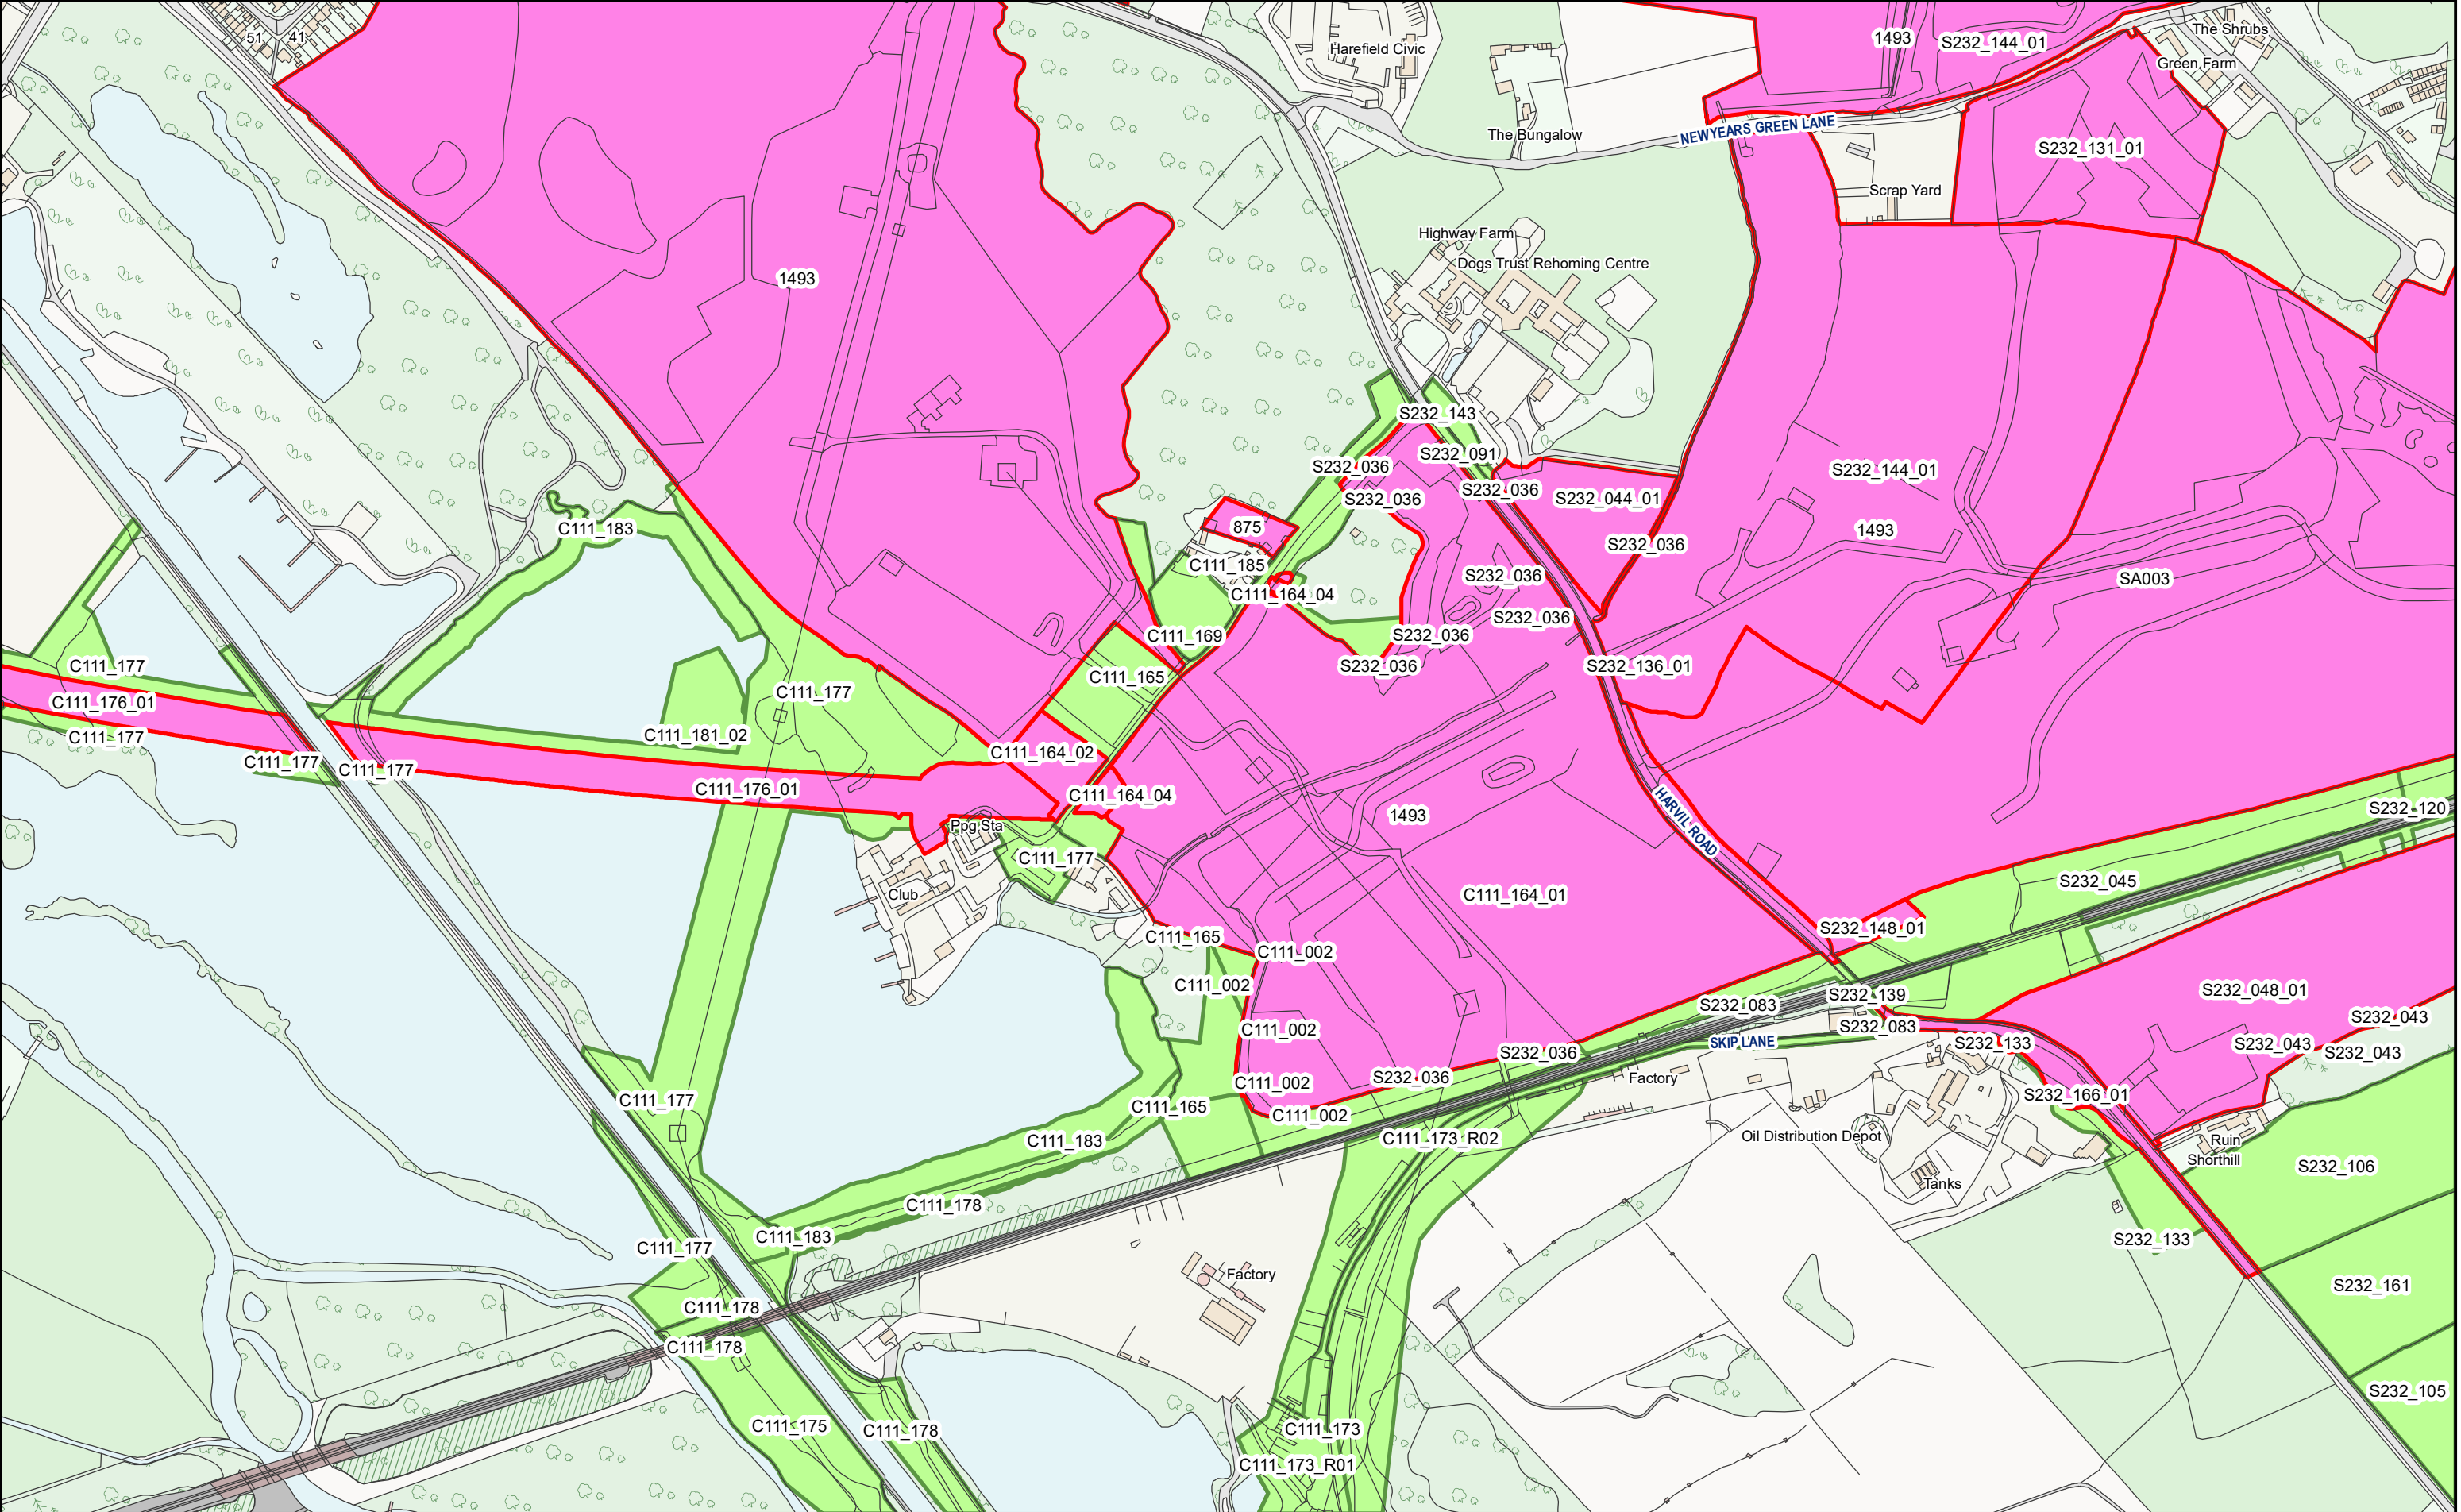 51
41
Harefield Civic
1493
S232_144_01
The Shrubs
Green Farm
The Bungalow
NEWYEARS GREEN LANE
S232_131_01
Scrap Yard
Highway Farm
Dogs Trust Rehoming Centre
1493
S232_143
S232_091
S232_036
S232_036
S232_036
S232_044_01
S232_144_01
1493
C111_183
875
S232_036
C111_185
S232_036
SA003
C111_164_04
S232_036
C111_169
S232_036
S232_036
S232_136_01
C111_177
C111_165
C111_177
C111_176_01
C111_177
C111_181_02
C111_164_02
C111_177
C111_177
C111_176_01
C111_164_04
HARVIL ROAD
S232_120
1493
Ppg Sta
C111_177
S232_045
Club
C111_164_01
S232_148_01
C111_165
C111_002
C111_002
S232_048_01
S232_083
S232_139
S232_043
C111_002
S232_083
SKIP LANE
S232_133
S232_043
S232_043
S232_036
C111_002
S232_036
Factory
S232_166_01
C111_177
C111_165
C111_002
C111_183
C111_173_R02
Oil Distribution Depot
Ruin
Shorthill
S232_106
Tanks
C111_178
C111_183
C111_177
S232_133
Factory
S232_161
C111_178
C111_178
S232_105
C111_175
C111_178
C111_173
C111_173_R01